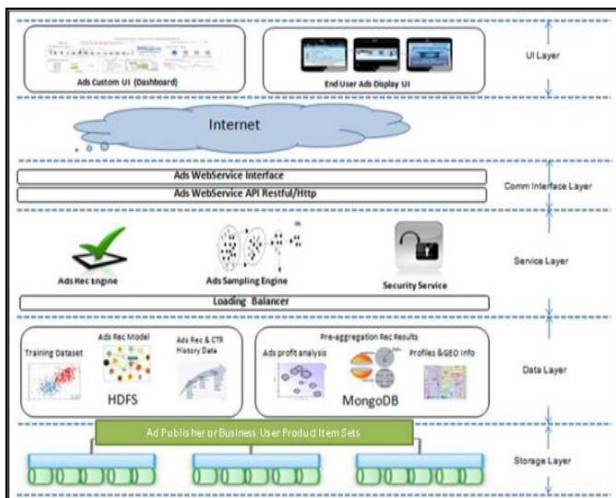 UI Layer
Ads Custom UI (Dashboard)
End User Ads Display UI
Internet
Ads WebService Interface
Ads WebService API Restful/Http
Comm Interface Layer
Ads Rec Engine
Ads Sampling Engine
Security Service
Service Layer
Loading Balancer
Training Dataset
Ads Rec Model
Ads Rec & CTR
History Data
HDFS
Pre-aggregation Rec Results
Ads profit analysis
Profiles &GEO Info
MongoDB
Data Layer
Ad Publisher or Business User Product Item Sets
Storage Layer